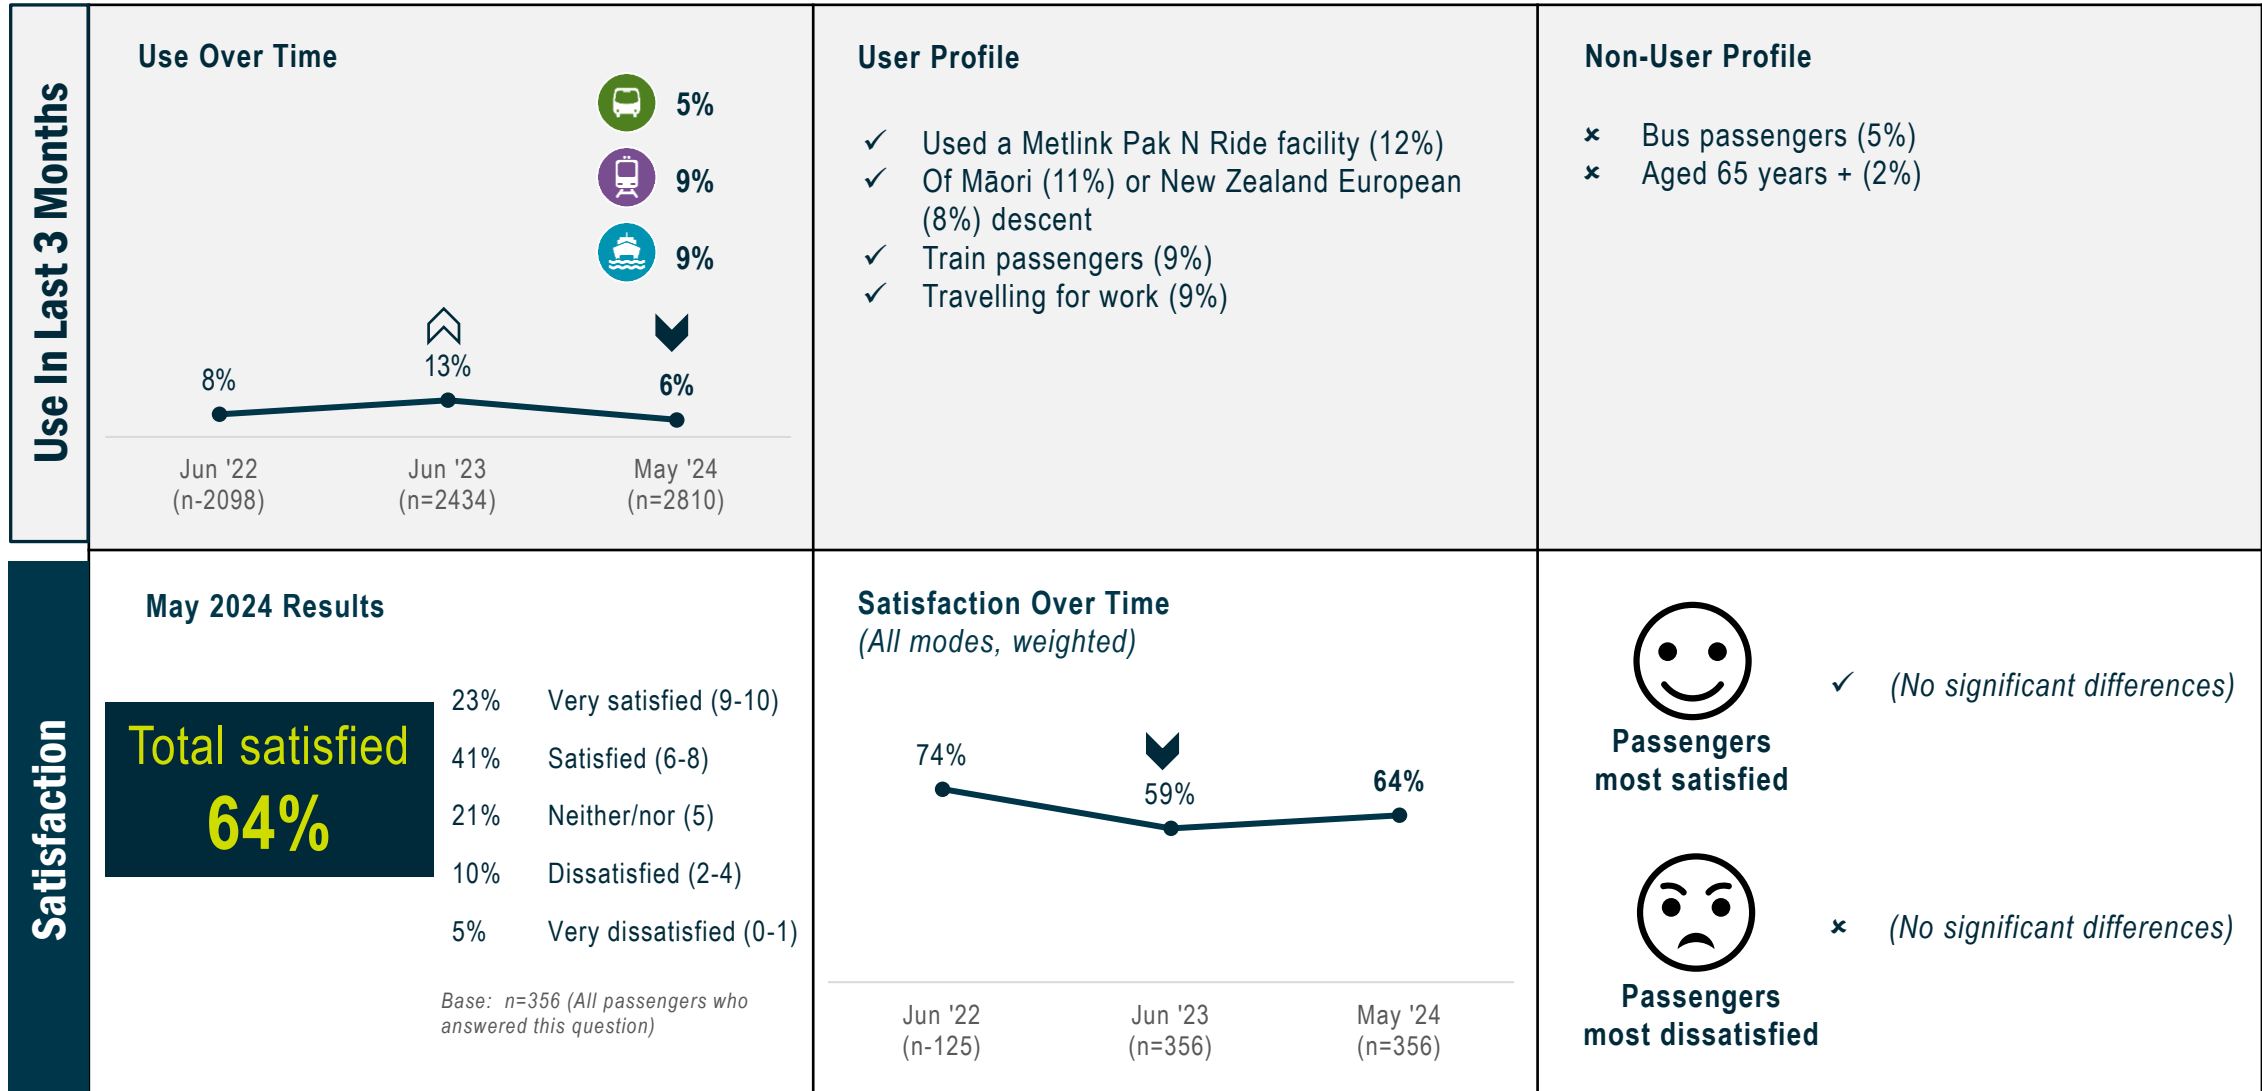 Use In Last 3 Months
Use Over Time
5%
9%
9%
8%
13%
6%
Jun '22
(n-2098)
Jun '23
(n=2434)
May '24
(n=2810)
User Profile
✓ Used a Metlink Pak N Ride facility (12%)
✓ Of Māori (11%) or New Zealand European
(8%) descent
✓ Train passengers (9%)
✓ Travelling for work (9%)
Non-User Profile
× Bus passengers (5%)
× Aged 65 years + (2%)
Satisfaction
May 2024 Results
Total satisfied
64%
23% Very satisfied (9-10)
41% Satisfied (6-8)
21% Neither/nor (5)
10% Dissatisfied (2-4)
5% Very dissatisfied (0-1)
Base: n=356 (All passengers who
answered this question)
Satisfaction Over Time
(All modes, weighted)
74%
59%
64%
Jun '22
(n-125)
Jun '23
(n=356)
May '24
(n=356)
Passengers
most satisfied
✓ (No significant differences)
Passengers
most dissatisfied
× (No significant differences)